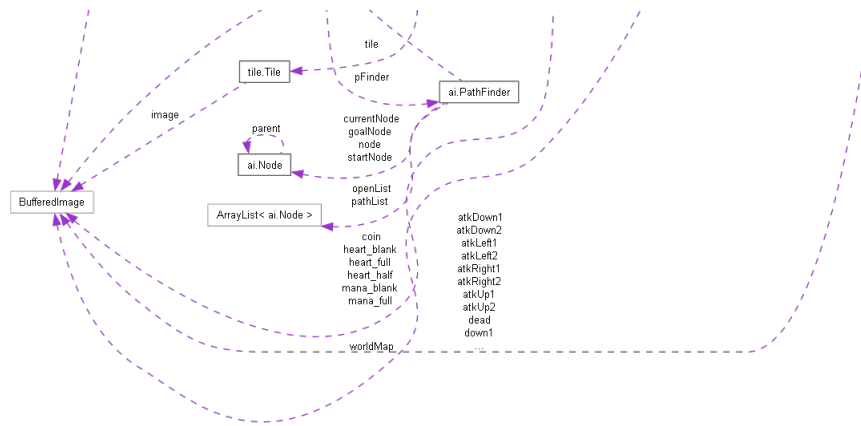 tile
tile.Tile
pFinder
ai.PathFinder
image
currentNode
goalNode
node
startNode
parent
ai.Node
BufferedImage
openList
pathList
ArrayList< ai.Node >
coin
heart_blank
heart_full
heart_half
mana_blank
mana_full
atkDown1
atkDown2
atkLeft1
atkLeft2
atkRight1
atkRight2
atkUp1
atkUp2
dead
down1
...
worldMap